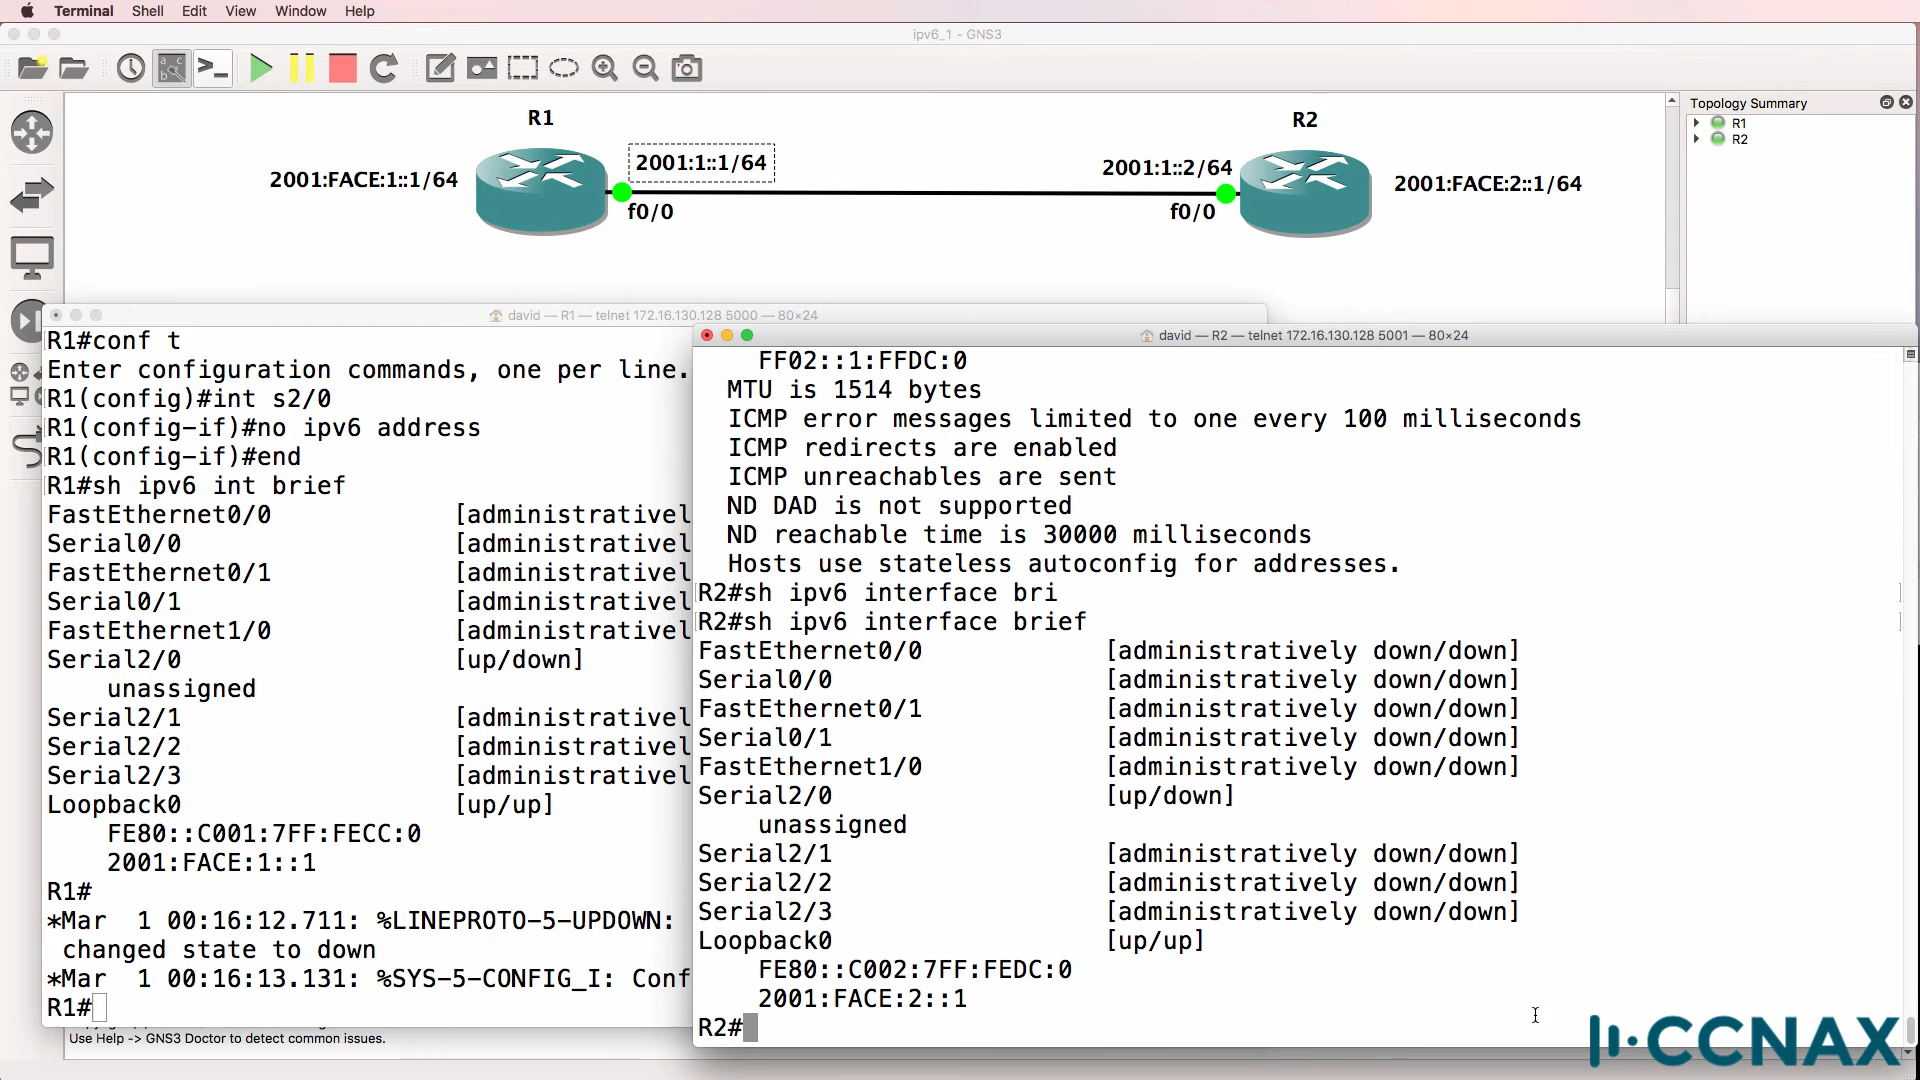 Terminal Shell Edit View Window Help
ipv6_1 - GNS3
R1
R2
2001:FACE:1::1/64
2001:1::1/64
2001:1::2/64
2001:FACE:2::1/64
f0/0
f0/0
Topology Summary
R1
R2
david — R1 — telnet 172.16.130.128 5000 — 80×24
R1#conf t
Enter configuration commands, one per line.
R1(config)#int s2/0
R1(config-if)#no ipv6 address
R1(config-if)#end
R1#sh ipv6 int brief
FastEthernet0/0 [administrativel
Serial0/0 [administrativel
FastEthernet0/1 [administrativel
Serial0/1 [administrativel
FastEthernet1/0 [administrativel
Serial2/0 [up/down]
unassigned
Serial2/1 [administrativel
Serial2/2 [administrativel
Serial2/3 [administrativel
Loopback0 [up/up]
FE80::C001:7FF:FECC:0
2001:FACE:1::1
R1#
*Mar 1 00:16:12.711: %LINEPROTO-5-UPDOWN:
changed state to down
*Mar 1 00:16:13.131: %SYS-5-CONFIG_I: Conf
R1#
Use Help -> GNS3 Doctor to detect common issues.
david — R2 — telnet 172.16.130.128 5001 — 80×24
FF02::1:FFDC:0
MTU is 1514 bytes
ICMP error messages limited to one every 100 milliseconds
ICMP redirects are enabled
ICMP unreachables are sent
ND DAD is not supported
ND reachable time is 30000 milliseconds
Hosts use stateless autoconfig for addresses.
R2#sh ipv6 interface bri
R2#sh ipv6 interface brief
FastEthernet0/0 [administratively down/down]
Serial0/0 [administratively down/down]
FastEthernet0/1 [administratively down/down]
Serial0/1 [administratively down/down]
FastEthernet1/0 [administratively down/down]
Serial2/0 [up/down]
unassigned
Serial2/1 [administratively down/down]
Serial2/2 [administratively down/down]
Serial2/3 [administratively down/down]
Loopback0 [up/up]
FE80::C002:7FF:FEDC:0
2001:FACE:2::1
R2#
CCNAX